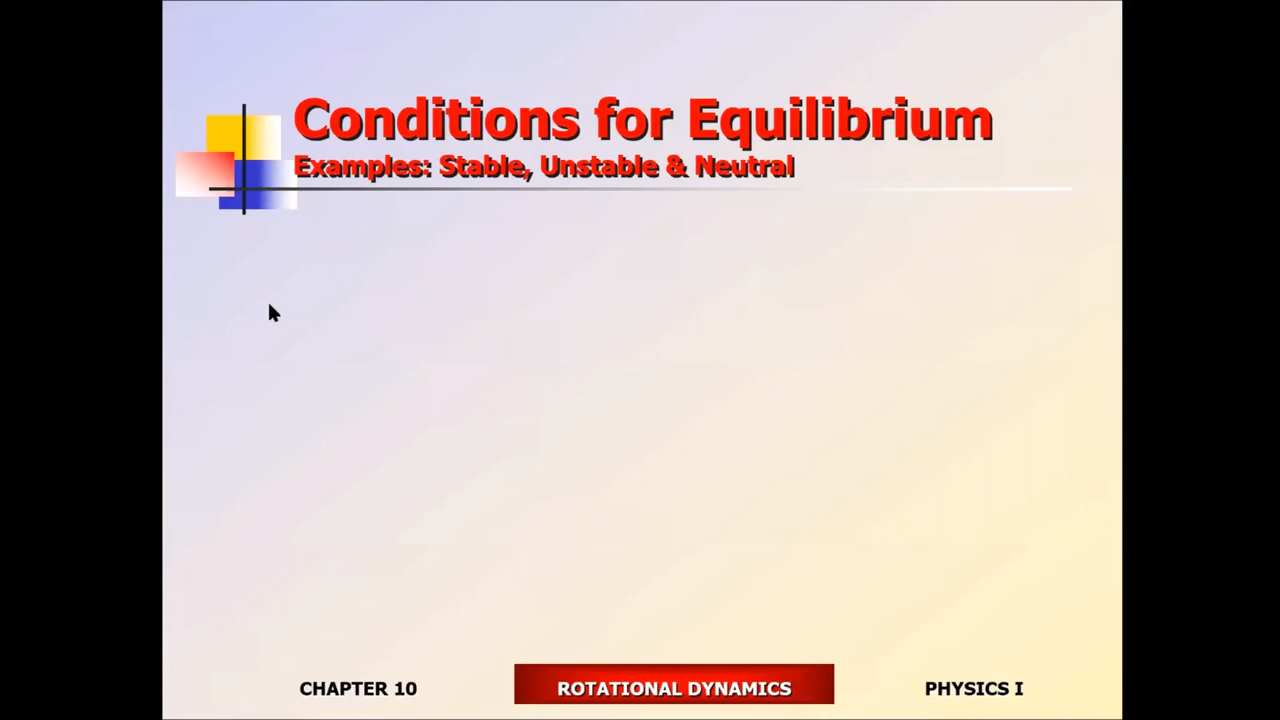 Conditions for Equilibrium
Examples: Stable, Unstable & Neutral
CHAPTER 10
ROTATIONAL DYNAMICS
PHYSICS I